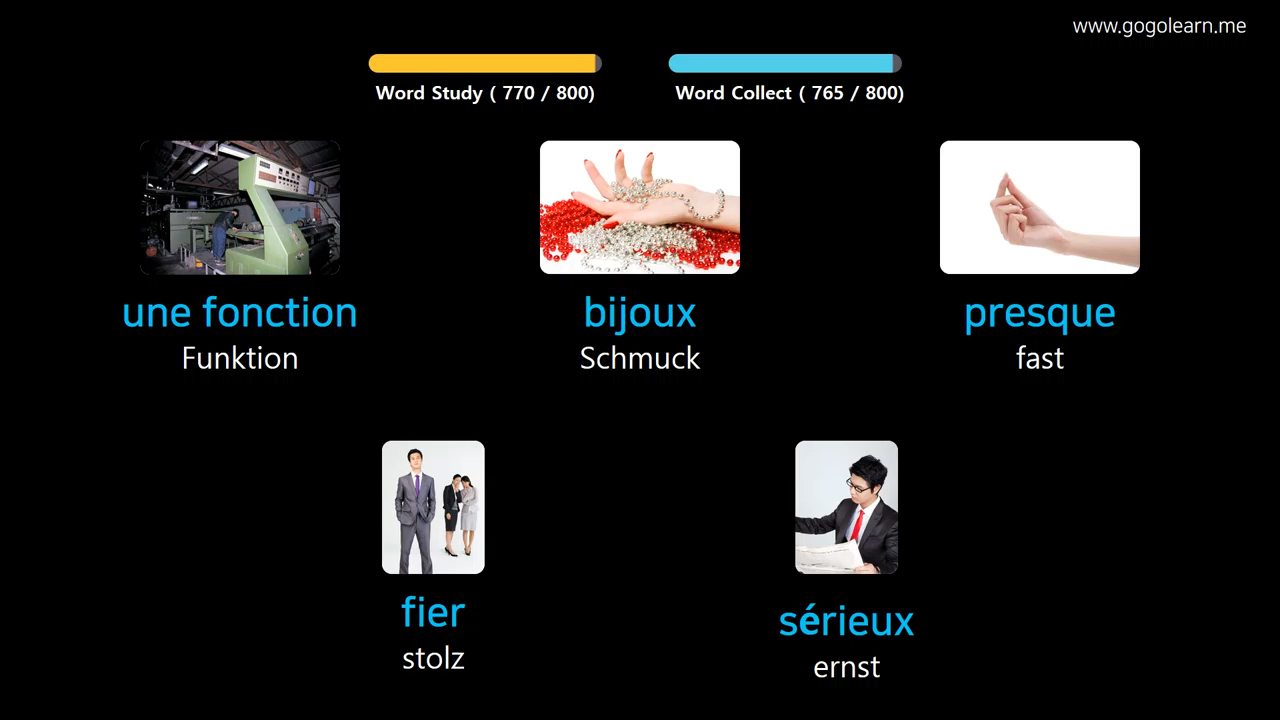 www.gogolearn.me
Word Study ( 770 / 800)
Word Collect ( 765 / 800)
une fonction
Funktion
bijoux
Schmuck
presque
fast
fier
stolz
sérieux
ernst